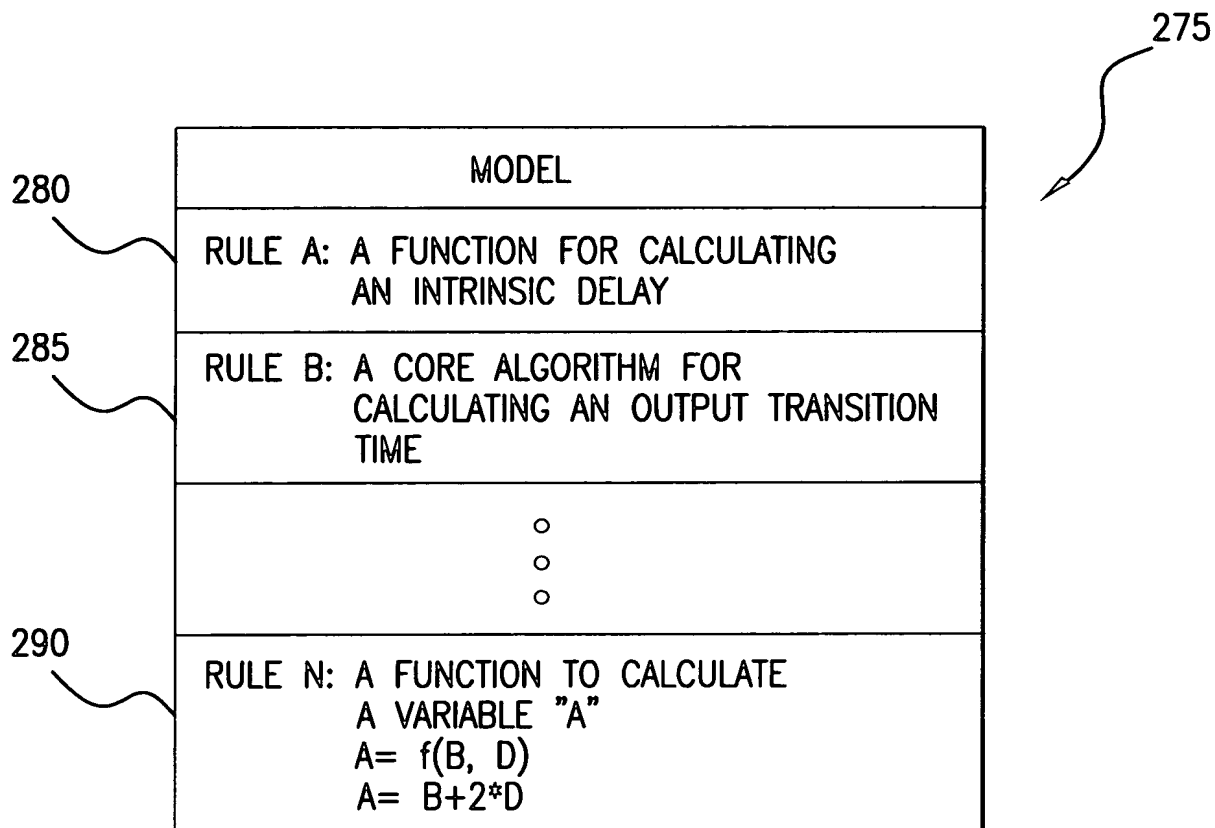 275
MODEL
280
RULE A: A FUNCTION FOR CALCULATING
AN INTRINSIC DELAY
285
RULE B: A CORE ALGORITHM FOR
CALCULATING AN OUTPUT TRANSITION
TIME
290
RULE N: A FUNCTION TO CALCULATE
A VARIABLE "A"
A= f(B, D)
A= B+2*D